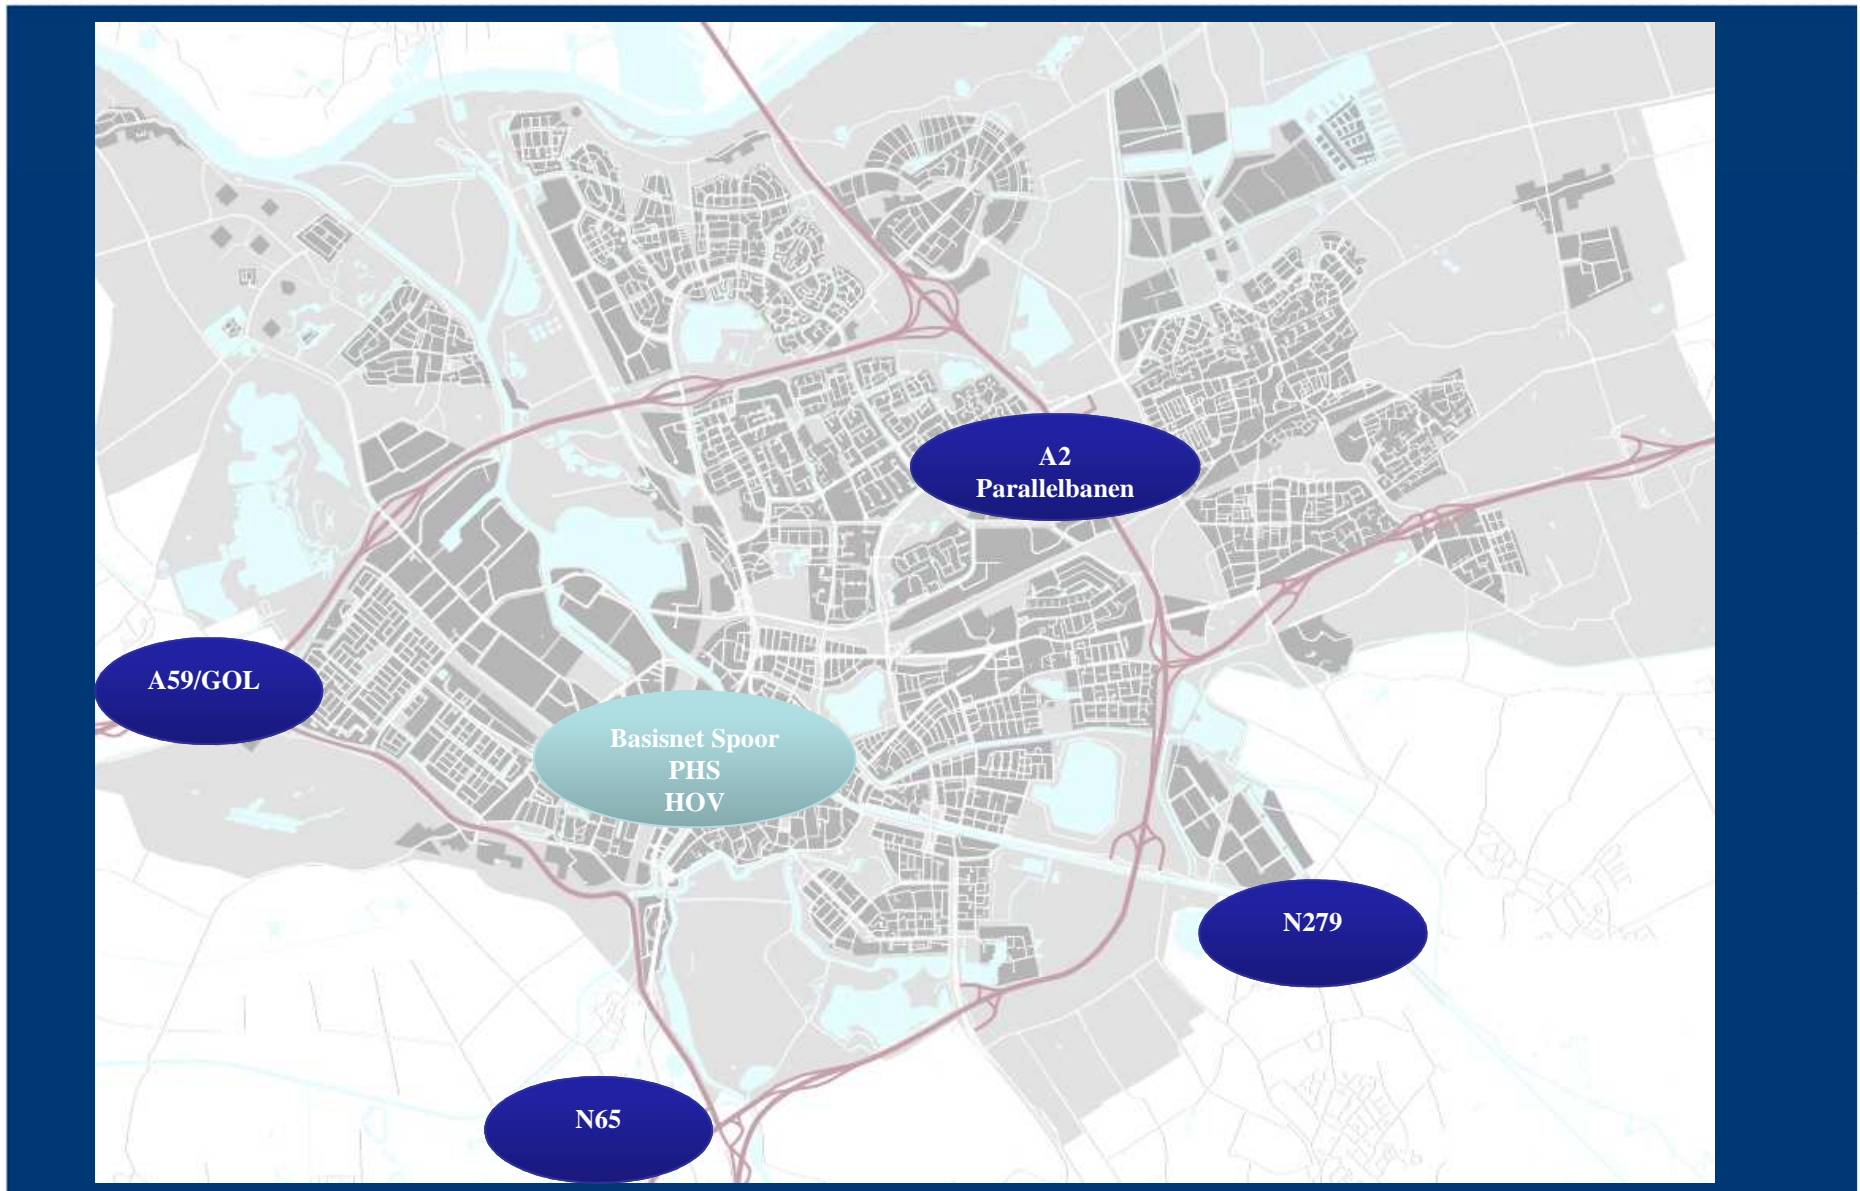 A2
Parallelbanen
A59/GOL
Basisnet Spoor
PHS
HOV
N279
N65